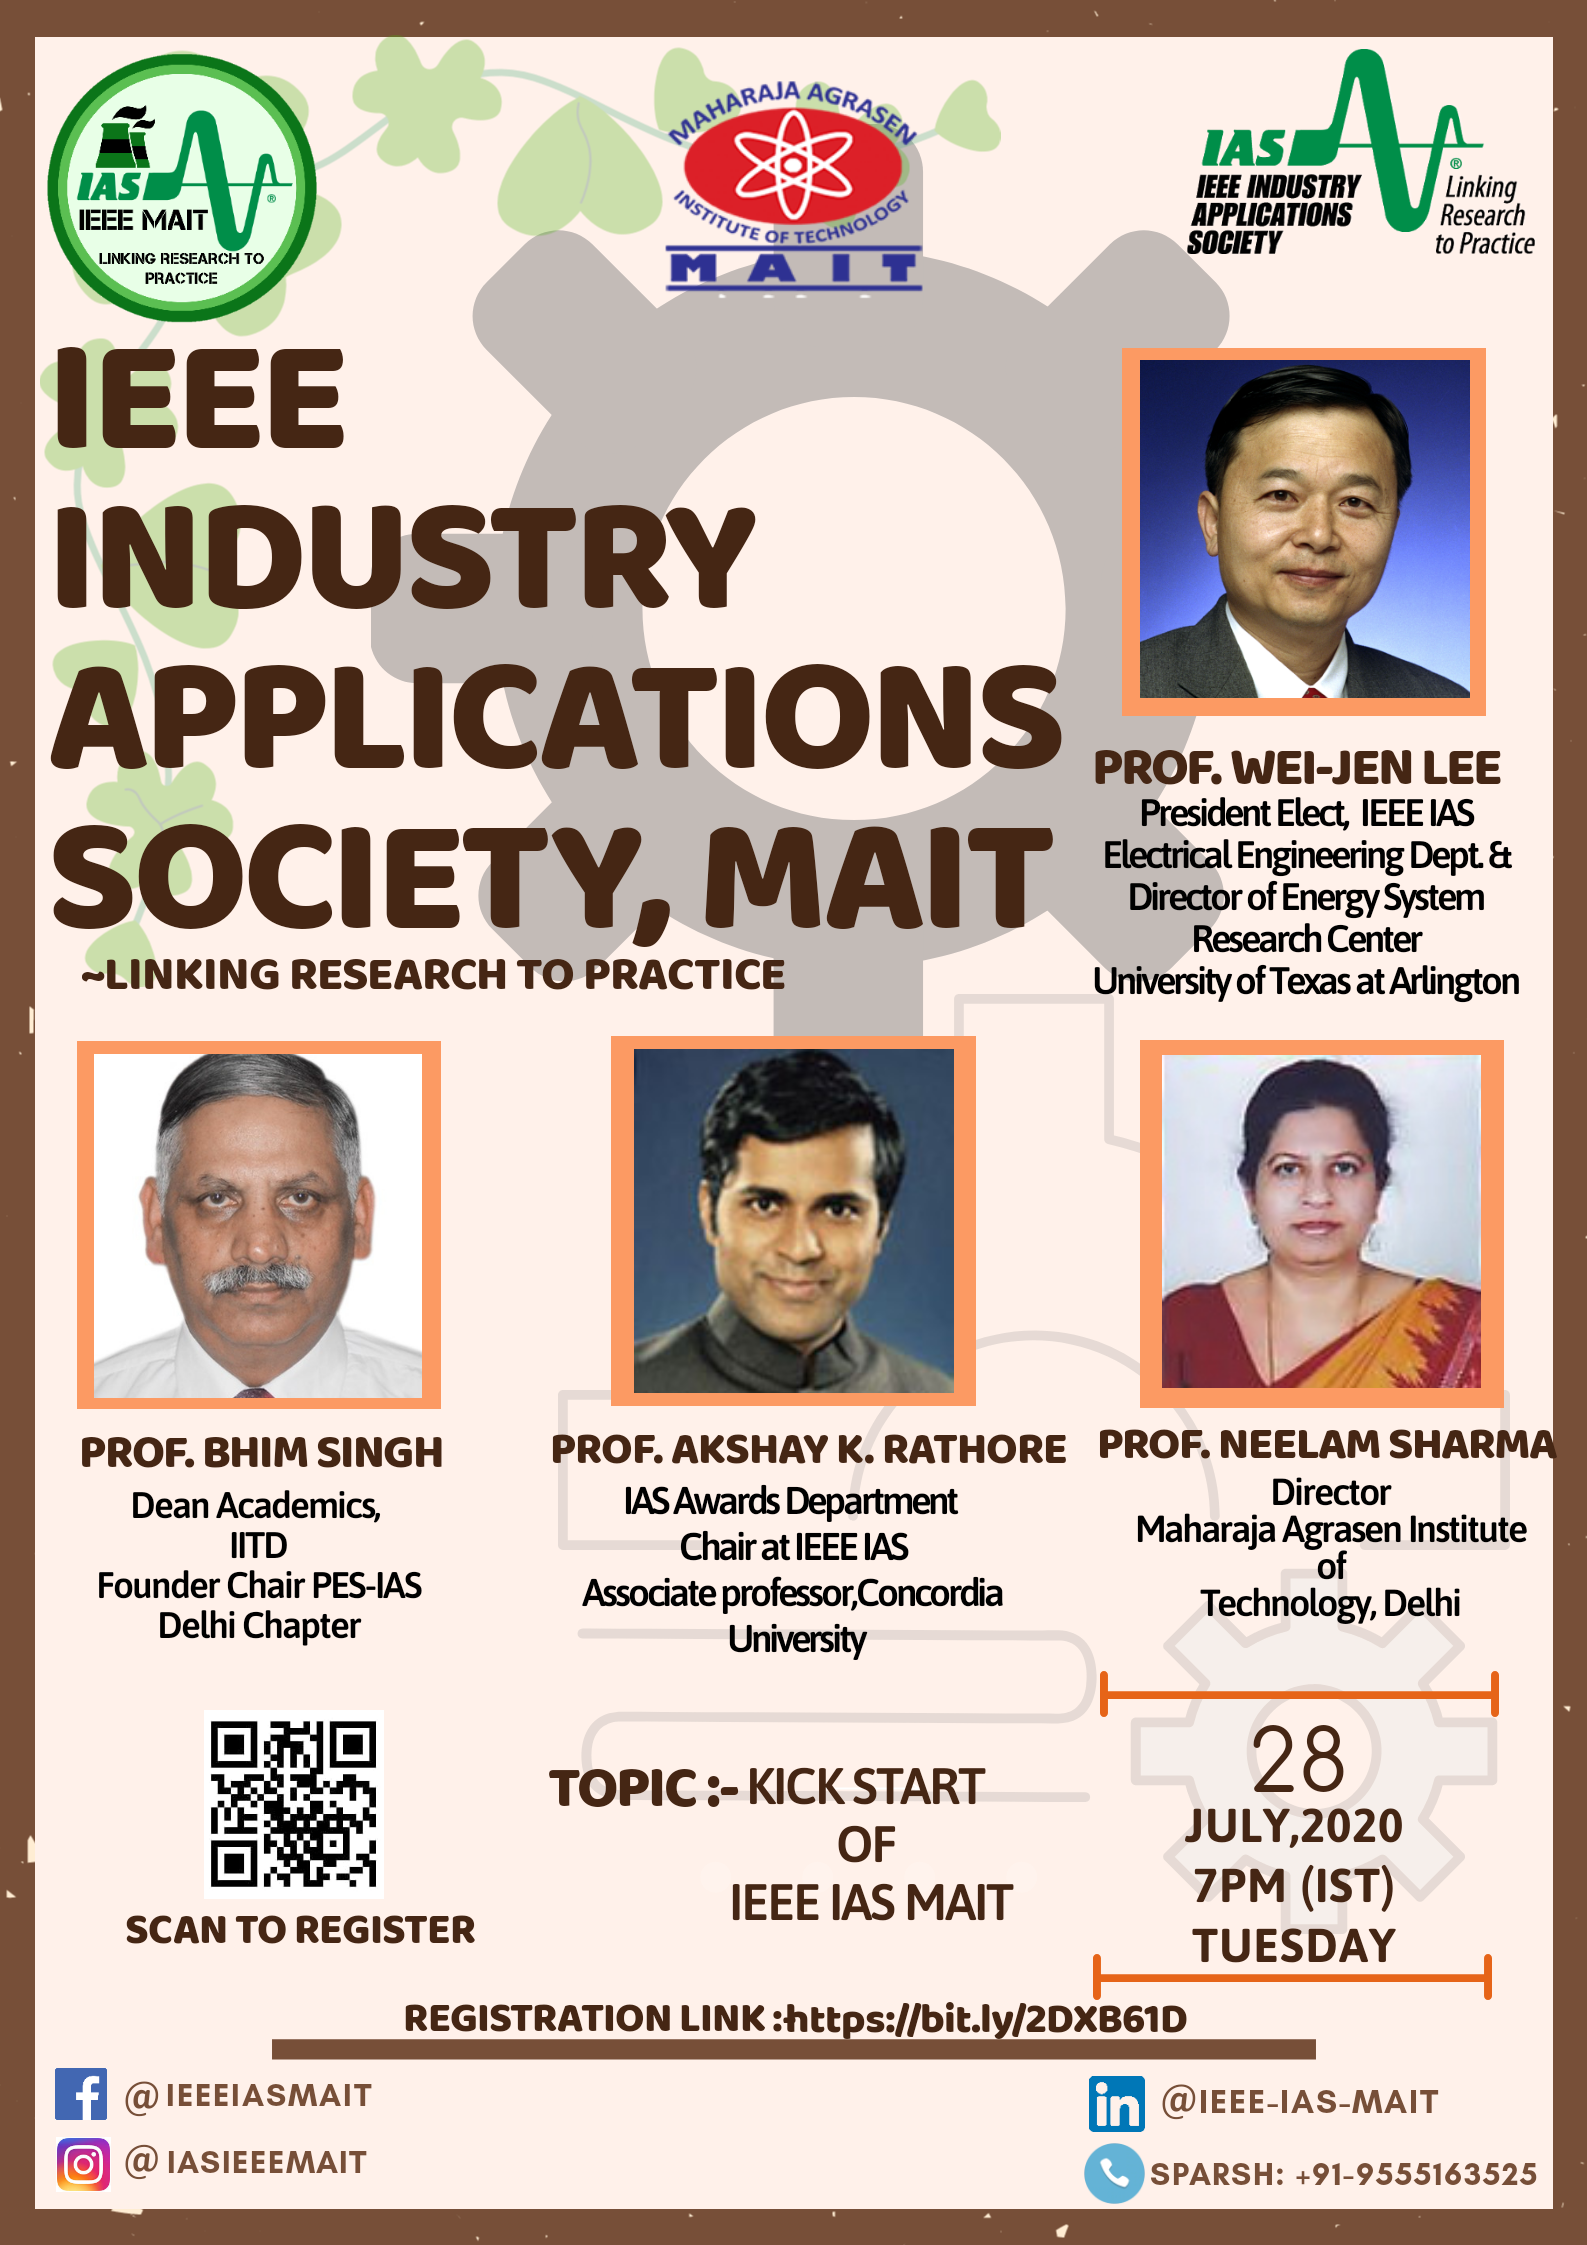 IAS
IEEE MAIT
®
LINKING RESEARCH TO
PRACTICE
MAHARAJA AGRASEN
INSTITUTE OF TECHNOLOGY
MAIT
IAS
®
IEEE INDUSTRY
APPLICATIONS
SOCIETY
Linking
Research
to Practice
IEEE
INDUSTRY
APPLICATIONS
SOCIETY, MAIT
~LINKING RESEARCH TO PRACTICE
PROF. WEI-JEN LEE
President Elect, IEEE IAS
Electrical Engineering Dept. &
Director of Energy System
Research Center
University of Texas at Arlington
PROF. BHIM SINGH
Dean Academics,
IITD
Founder Chair PES-IAS
Delhi Chapter
PROF. AKSHAY K. RATHORE
IAS Awards Department
Chair at IEEE IAS
Associate professor,Concordia
University
PROF. NEELAM SHARMA
Director
Maharaja Agrasen Institute
of
Technology, Delhi
SCAN TO REGISTER
TOPIC :- KICK START
OF
IEEE IAS MAIT
28
JULY,2020
7PM (IST)
TUESDAY
REGISTRATION LINK :-https://bit.ly/2DXB61D
@IEEEIASMAIT
@IASIEEEMAIT
@IEEE-IAS-MAIT
SPARSH: +91-9555163525